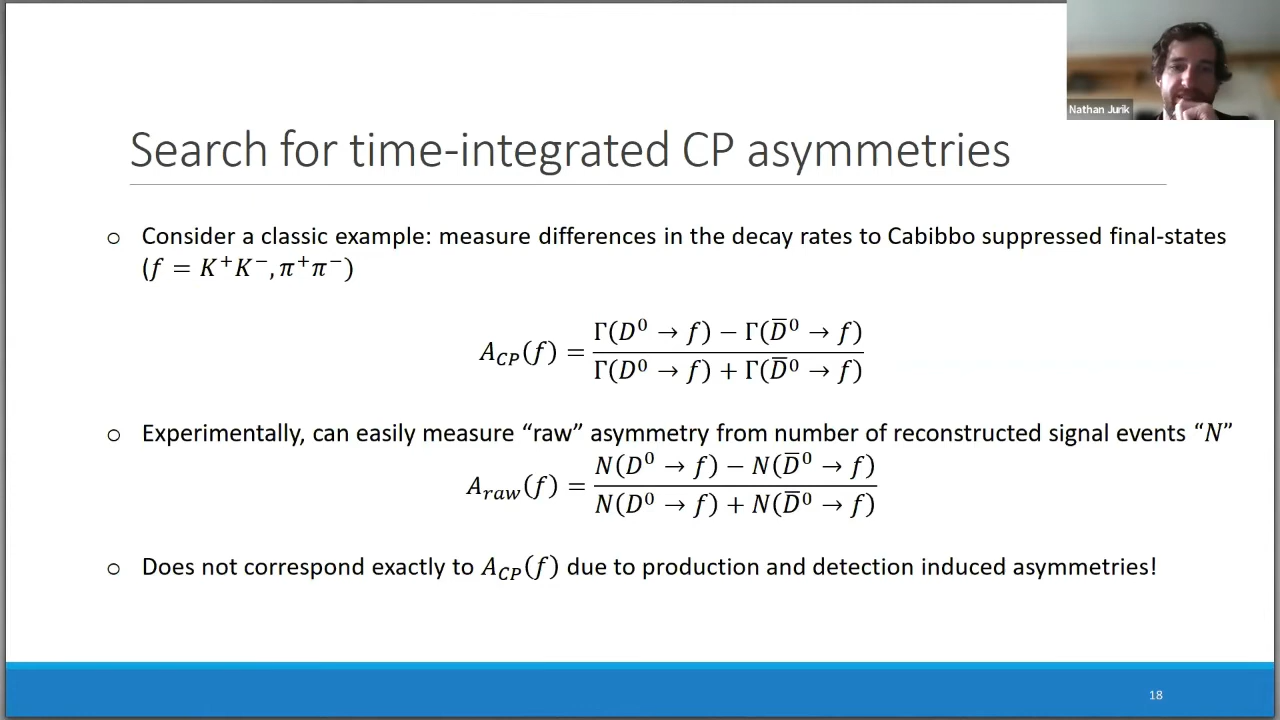 Nathan Jurik
Search for time-integrated CP asymmetries
o Consider a classic example: measure differences in the decay rates to Cabibbo suppressed final-states
(f = K⁺K⁻, π⁺π⁻)
A_CP(f) = (Γ(D⁰ → f) − Γ(D̅⁰ → f)) / (Γ(D⁰ → f) + Γ(D̅⁰ → f))
o Experimentally, can easily measure “raw” asymmetry from number of reconstructed signal events “N”
A_raw(f) = (N(D⁰ → f) − N(D̅⁰ → f)) / (N(D⁰ → f) + N(D̅⁰ → f))
o Does not correspond exactly to A_CP(f) due to production and detection induced asymmetries!
18